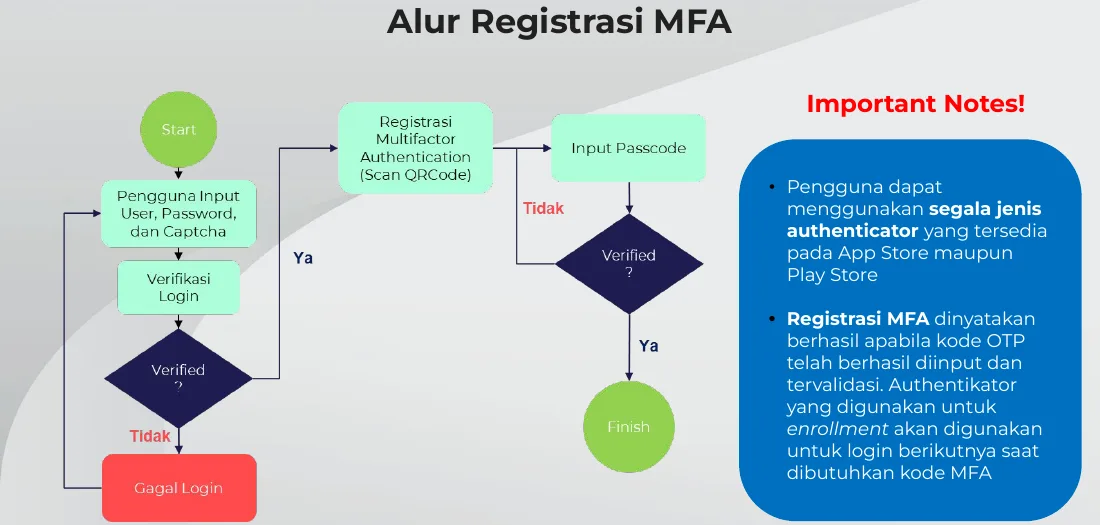 Alur Registrasi MFA
Start
Pengguna Input
User, Password,
dan Captcha
Verifikasi
Login
Verified
?
Tidak
Gagal Login
Ya
Registrasi
Multifactor
Authentication
(Scan QRCode)
Input Passcode
Tidak
Verified
?
Ya
Finish
Important Notes!
• Pengguna dapat
menggunakan segala jenis
authenticator yang tersedia
pada App Store maupun
Play Store
• Registrasi MFA dinyatakan
berhasil apabila kode OTP
telah berhasil diinput dan
tervalidasi. Authentikator
yang digunakan untuk
enrollment akan digunakan
untuk login berikutnya saat
dibutuhkan kode MFA